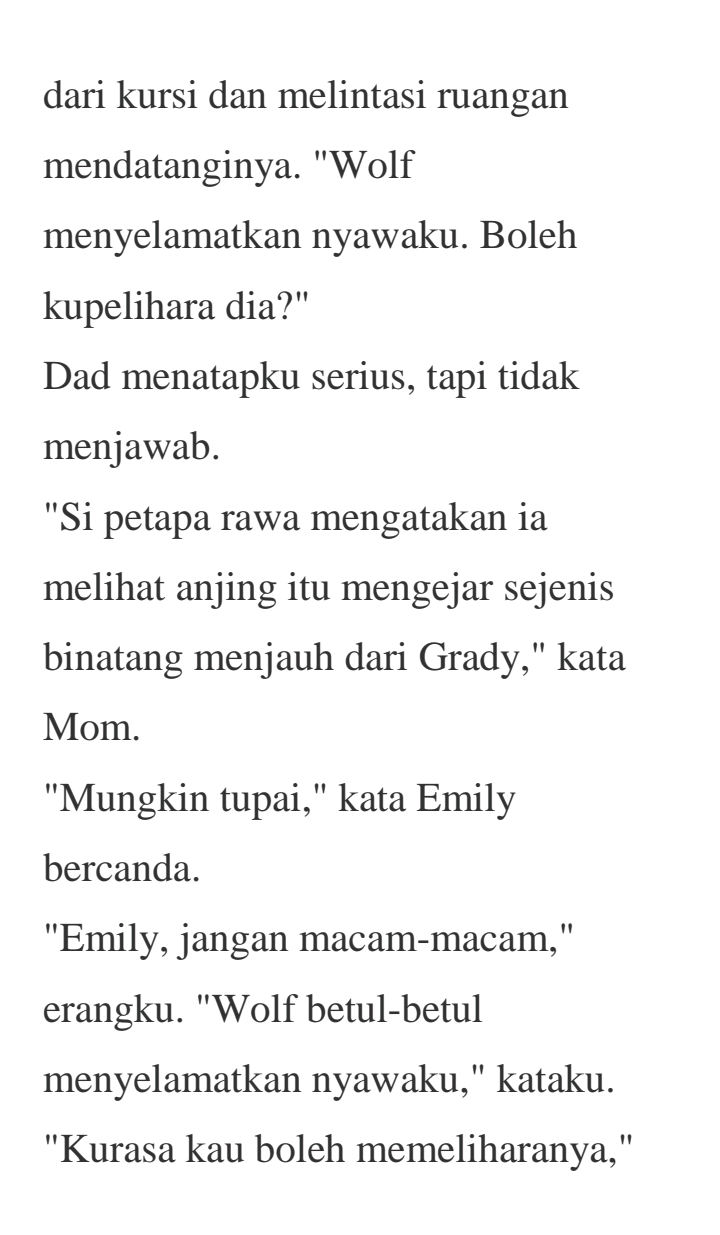 dari kursi dan melintasi ruangan
mendatanginya. "Wolf
menyelamatkan nyawaku. Boleh
kupelihara dia?"
Dad menatapku serius, tapi tidak
menjawab.
"Si petapa rawa mengatakan ia
melihat anjing itu mengejar sejenis
binatang menjauh dari Grady," kata
Mom.
"Mungkin tupai," kata Emily
bercanda.
"Emily, jangan macam-macam,"
erangku. "Wolf betul-betul
menyelamatkan nyawaku," kataku.
"Kurasa kau boleh memeliharanya,"